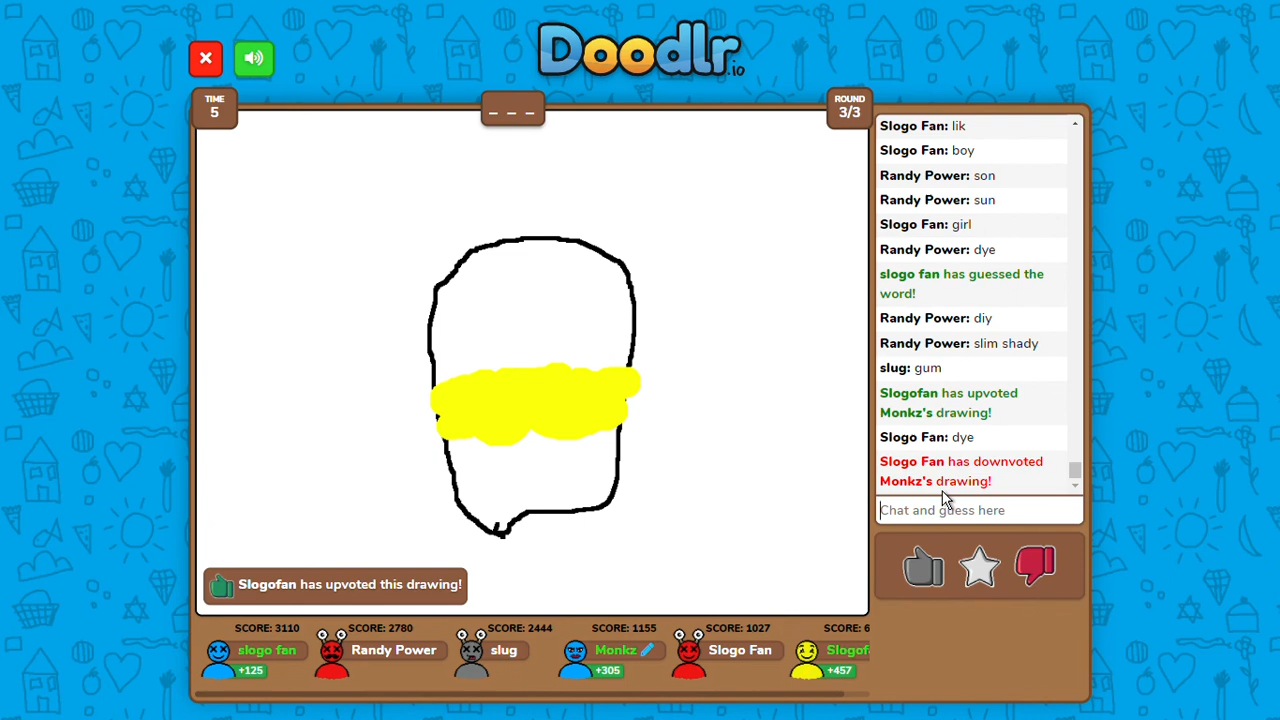 Doodlr.io
TIME
5
_ _ _
ROUND
3/3
Slogo Fan: lik
Slogo Fan: boy
Randy Power: son
Randy Power: sun
Slogo Fan: girl
Randy Power: dye
slogo fan has guessed the
word!
Randy Power: diy
Randy Power: slim shady
slug: gum
Slogofan has upvoted
Monkz's drawing!
Slogo Fan: dye
Slogo Fan has downvoted
Monkz's drawing!
Chat and guess here
Slogofan has upvoted this drawing!
SCORE: 3110
slogo fan
+125
SCORE: 2780
Randy Power
SCORE: 2444
slug
SCORE: 1155
Monkz
+305
SCORE: 1027
Slogo Fan
SCORE: 6
Slogof
+457